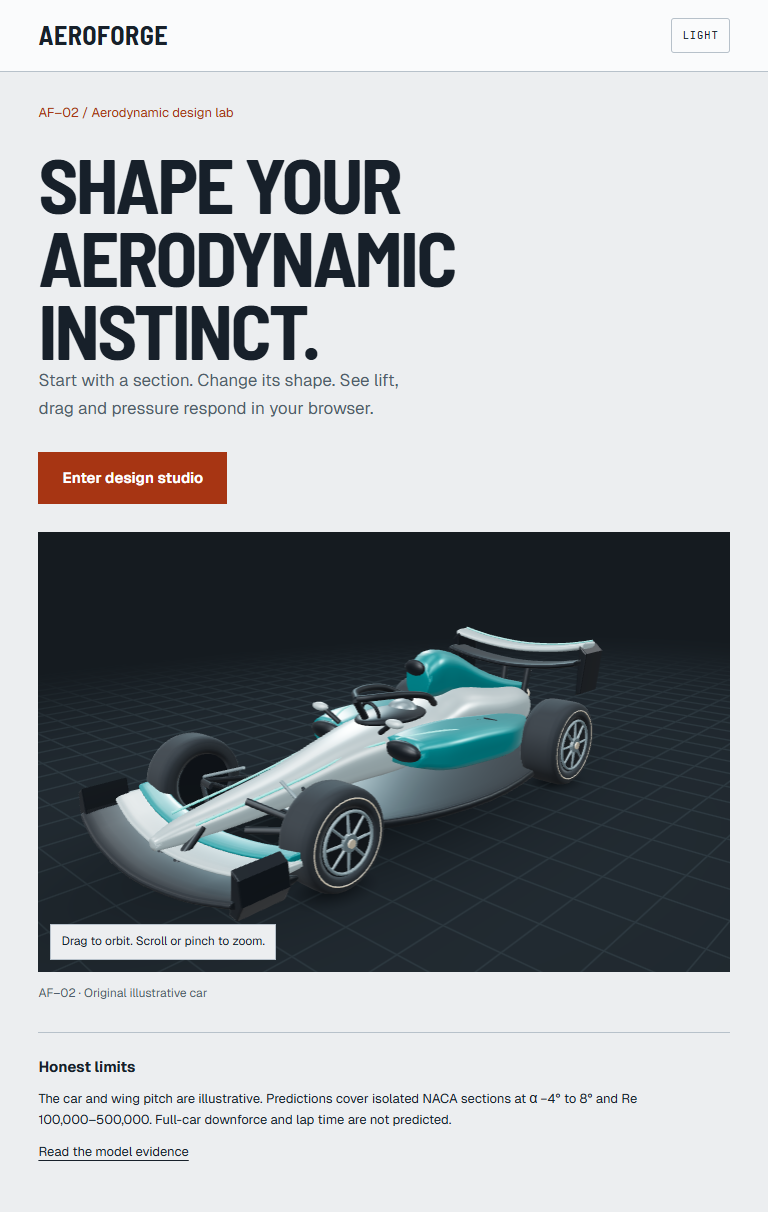 AEROFORGE
LIGHT
AF–02 / Aerodynamic design lab
SHAPE YOUR
AERODYNAMIC
INSTINCT.
Start with a section. Change its shape. See lift,
drag and pressure respond in your browser.
Enter design studio
Drag to orbit. Scroll or pinch to zoom.
AF–02 · Original illustrative car
Honest limits
The car and wing pitch are illustrative. Predictions cover isolated NACA sections at α −4° to 8° and Re
100,000–500,000. Full-car downforce and lap time are not predicted.
Read the model evidence